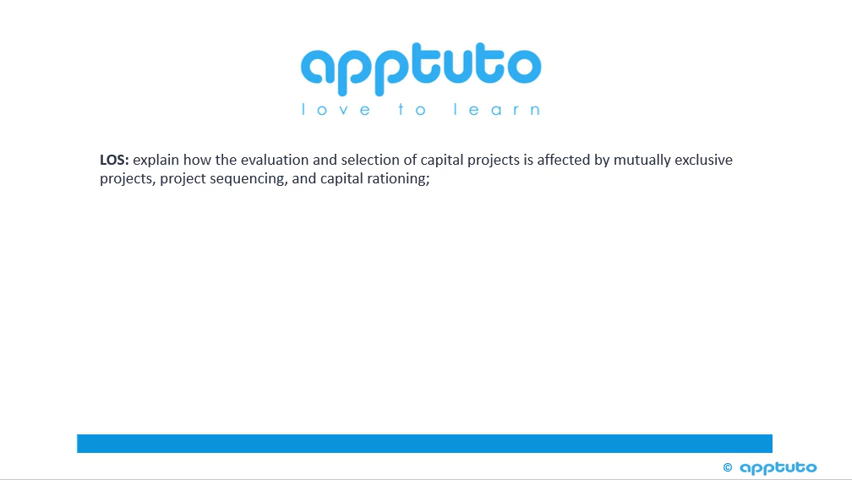 apptuto
love to learn
LOS: explain how the evaluation and selection of capital projects is affected by mutually exclusive
projects, project sequencing, and capital rationing;
© apptuto